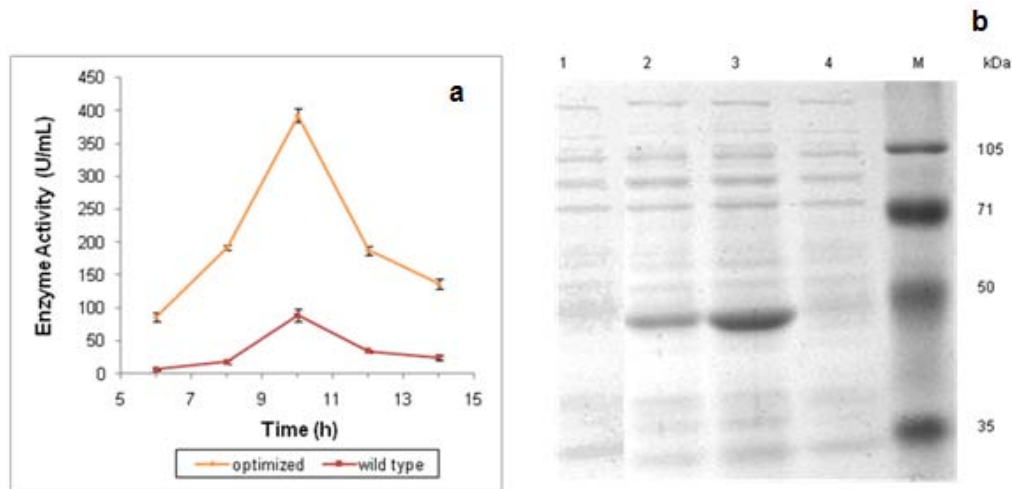 a
450
400
350
300
250
200
150
100
50
0
Enzyme Activity (U/mL)
5 7 9 11 13 15
Time (h)
optimized wild type
b
1 2 3 4 M kDa
105
71
50
35